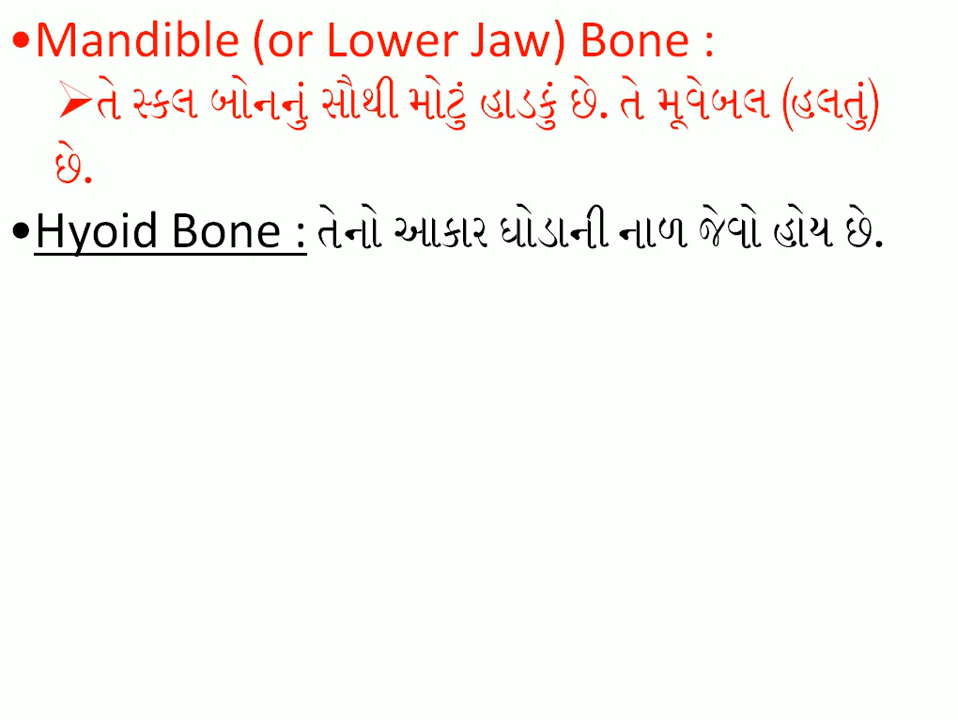 •Mandible (or Lower Jaw) Bone :
➢તે સ્કલ બોનનું સૌથી મોટું હાડકું છે. તે મૂવેબલ (હલતું)
છે.
•Hyoid Bone : તેનો આકાર ઘોડાની નાળ જેવો હોય છે.